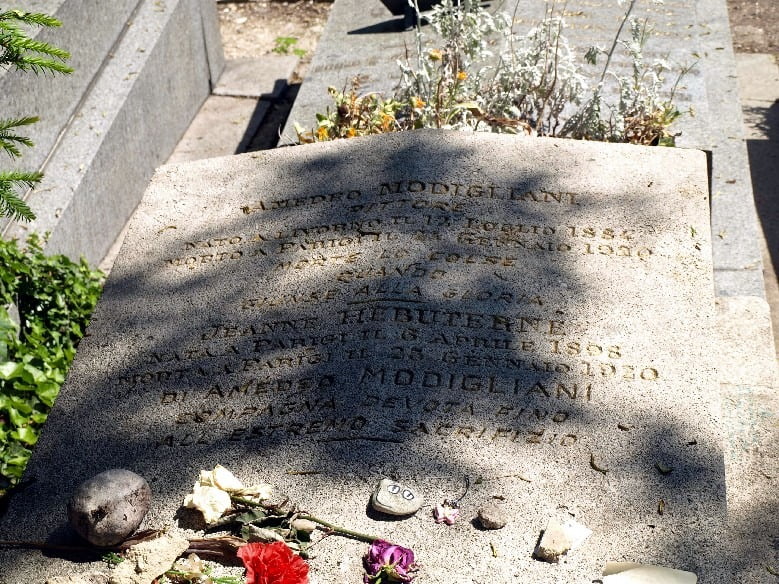 AMEDEO MODIGLIANI
PITTORE
NATO A LIVORNO IL 12 LUGLIO 1884
MORTO A PARIGI IL 24 GENNAIO 1920
MORTE LO COLSE
QUANDO
GIUNSE ALLA GLORIA
JEANNE HÉBUTERNE
NATA A PARIGI IL 6 APRILE 1898
MORTA A PARIGI IL 25 GENNAIO 1920
DI AMEDEO MODIGLIANI
COMPAGNA DEVOTA FINO
ALL'ESTREMO SACRIFIZIO